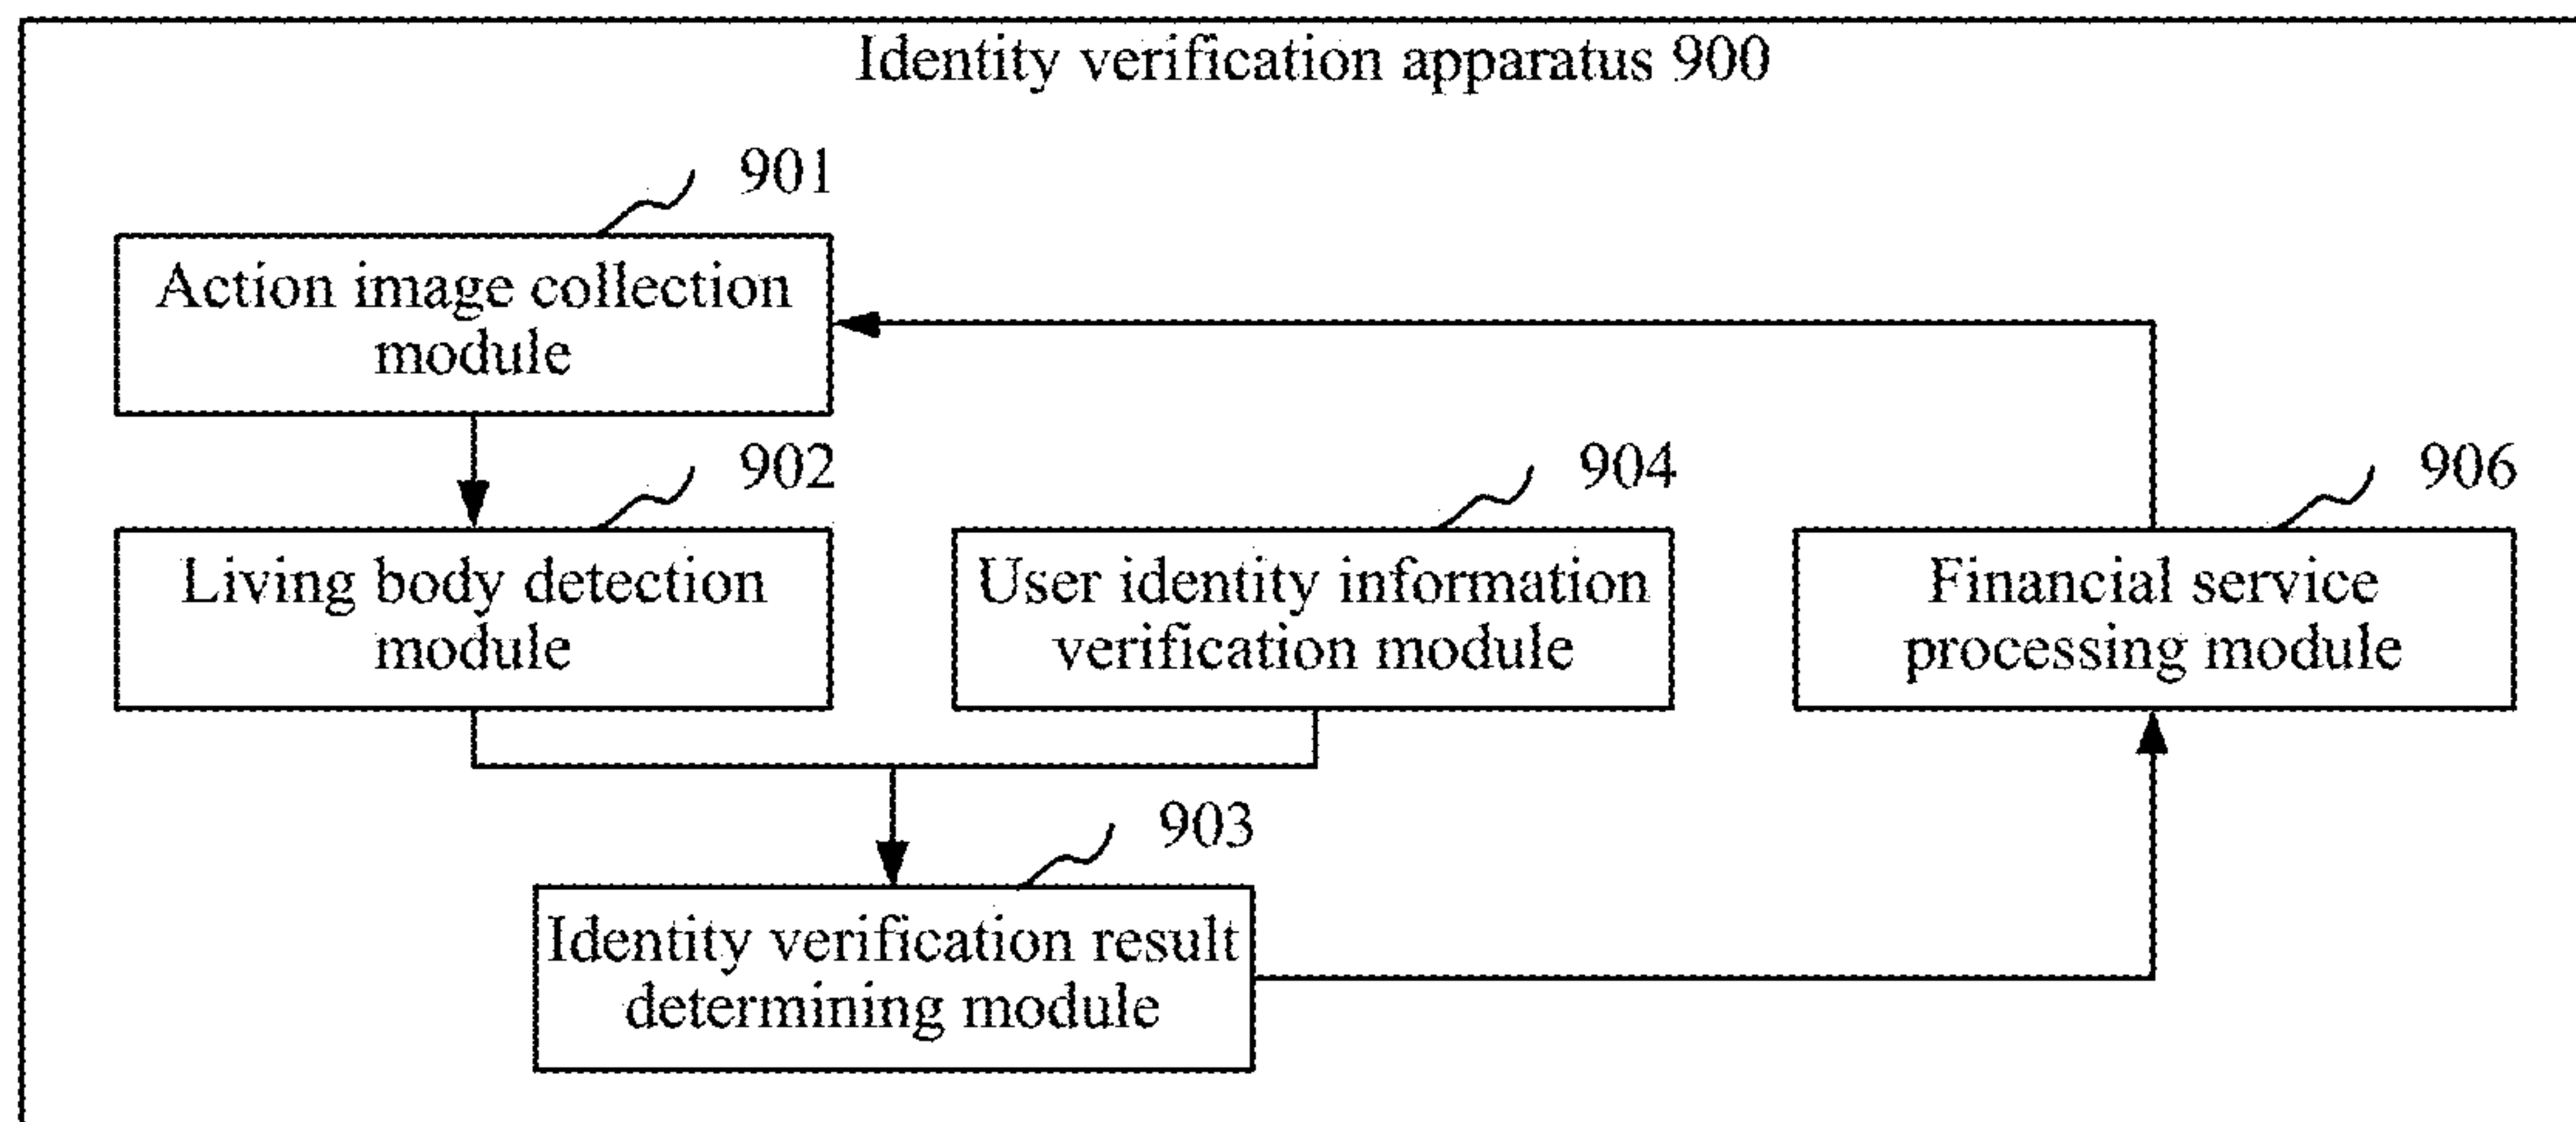 Identity verification apparatus 900
901
Action image collection
module
902
Living body detection
module
904
User identity information
verification module
906
Financial service
processing module
903
Identity verification result
determining module